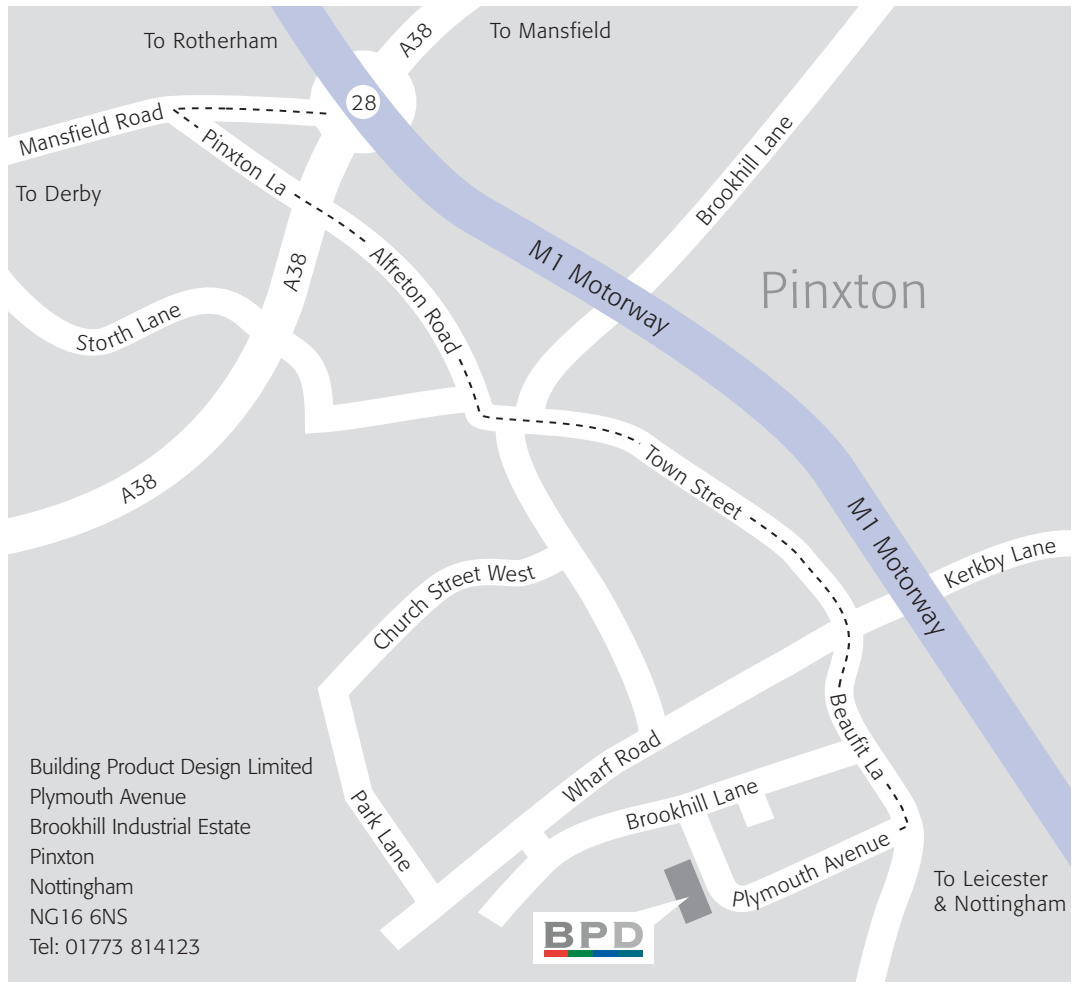 To Rotherham
A38
To Mansfield
28
Mansfield Road
Pinxton La
Brookhill Lane
To Derby
A38
Alfreton Road
M1 Motorway
Pinxton
Storth Lane
A38
Town Street
M1 Motorway
Kerkby Lane
Church Street West
Beaufit La
Wharf Road
Brookhill Lane
Park Lane
Plymouth Avenue
Building Product Design Limited
Plymouth Avenue
Brookhill Industrial Estate
Pinxton
Nottingham
NG16 6NS
Tel: 01773 814123
To Leicester
& Nottingham
BPD